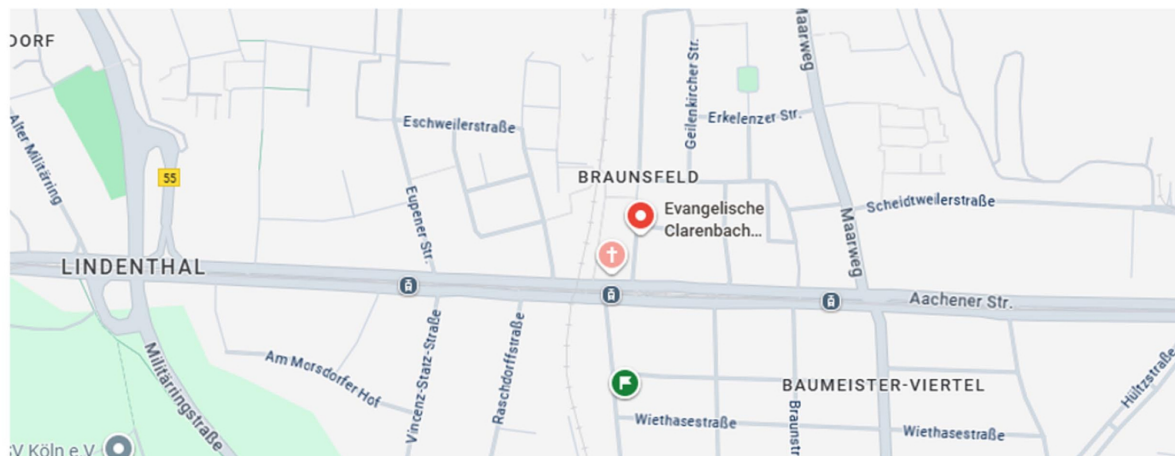 DORF
Maarweg
Geilenkircher Str.
Erkelenzer Str.
Alter Militärring
Eschweilerstraße
55
BRAUNSFELD
Eupener Str.
Evangelische
Clarenbach...
Scheidtweilerstraße
Maarweg
LINDENTHAL
Aachener Str.
Vincenz-Statz-Straße
Raschdorffstraße
Am Morsdorfer Hof
Militärringstraße
BAUMEISTER-VIERTEL
Hültzstraße
Wiethasestraße
Braunstr
Wiethasestraße
SV Köln e.V